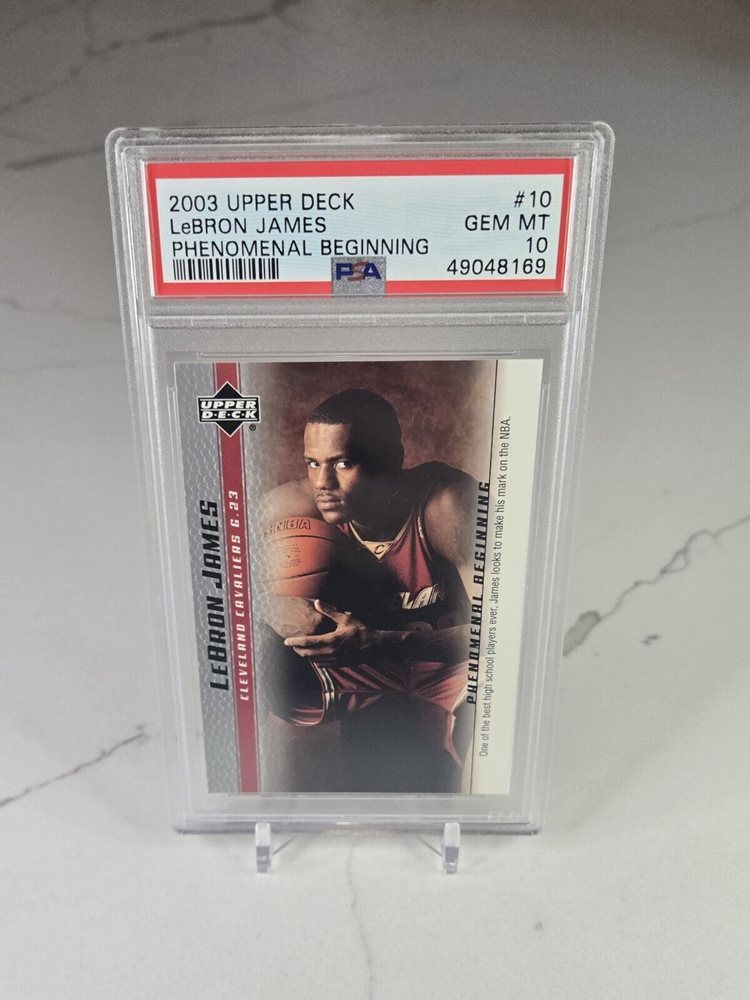 2003 UPPER DECK #10
LeBRON JAMES GEM MT
PHENOMENAL BEGINNING 10
PSA 49048169
UPPER
D·E·C·K ®
LeBRON JAMES
CLEVELAND CAVALIERS G.23
NBA
C
PHENOMENAL BEGINNING
One of the best high school players ever, James looks to make his mark on the NBA.